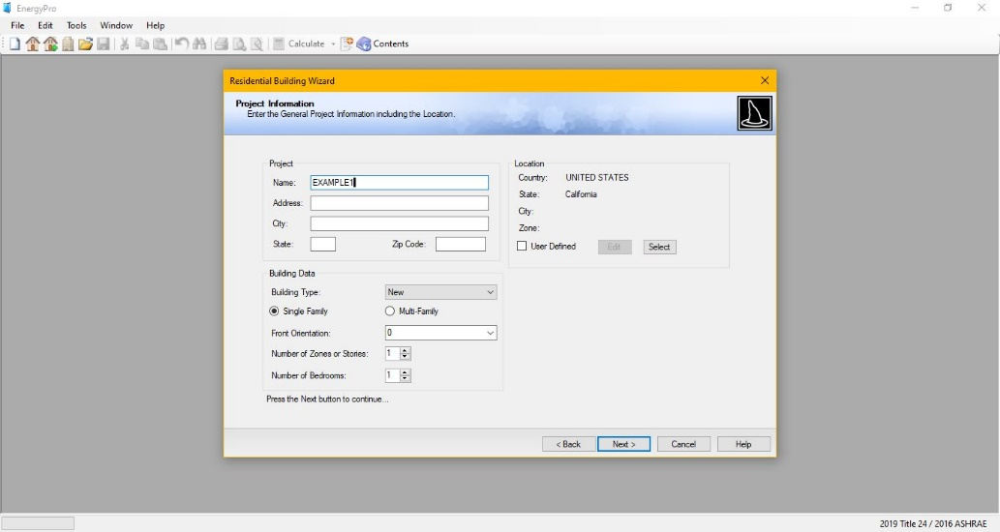 EnergyPro
File Edit Tools Window Help
Calculate Contents
Residential Building Wizard
Project Information
Enter the General Project Information including the Location.
Project
Name: EXAMPLE1
Address:
City:
State: Zip Code:
Location
Country: UNITED STATES
State: California
City:
Zone:
User Defined Edit Select
Building Data
Building Type: New
Single Family Multi-Family
Front Orientation: 0
Number of Zones or Stories: 1
Number of Bedrooms: 1
Press the Next button to continue...
< Back Next > Cancel Help
2019 Title 24 / 2016 ASHRAE